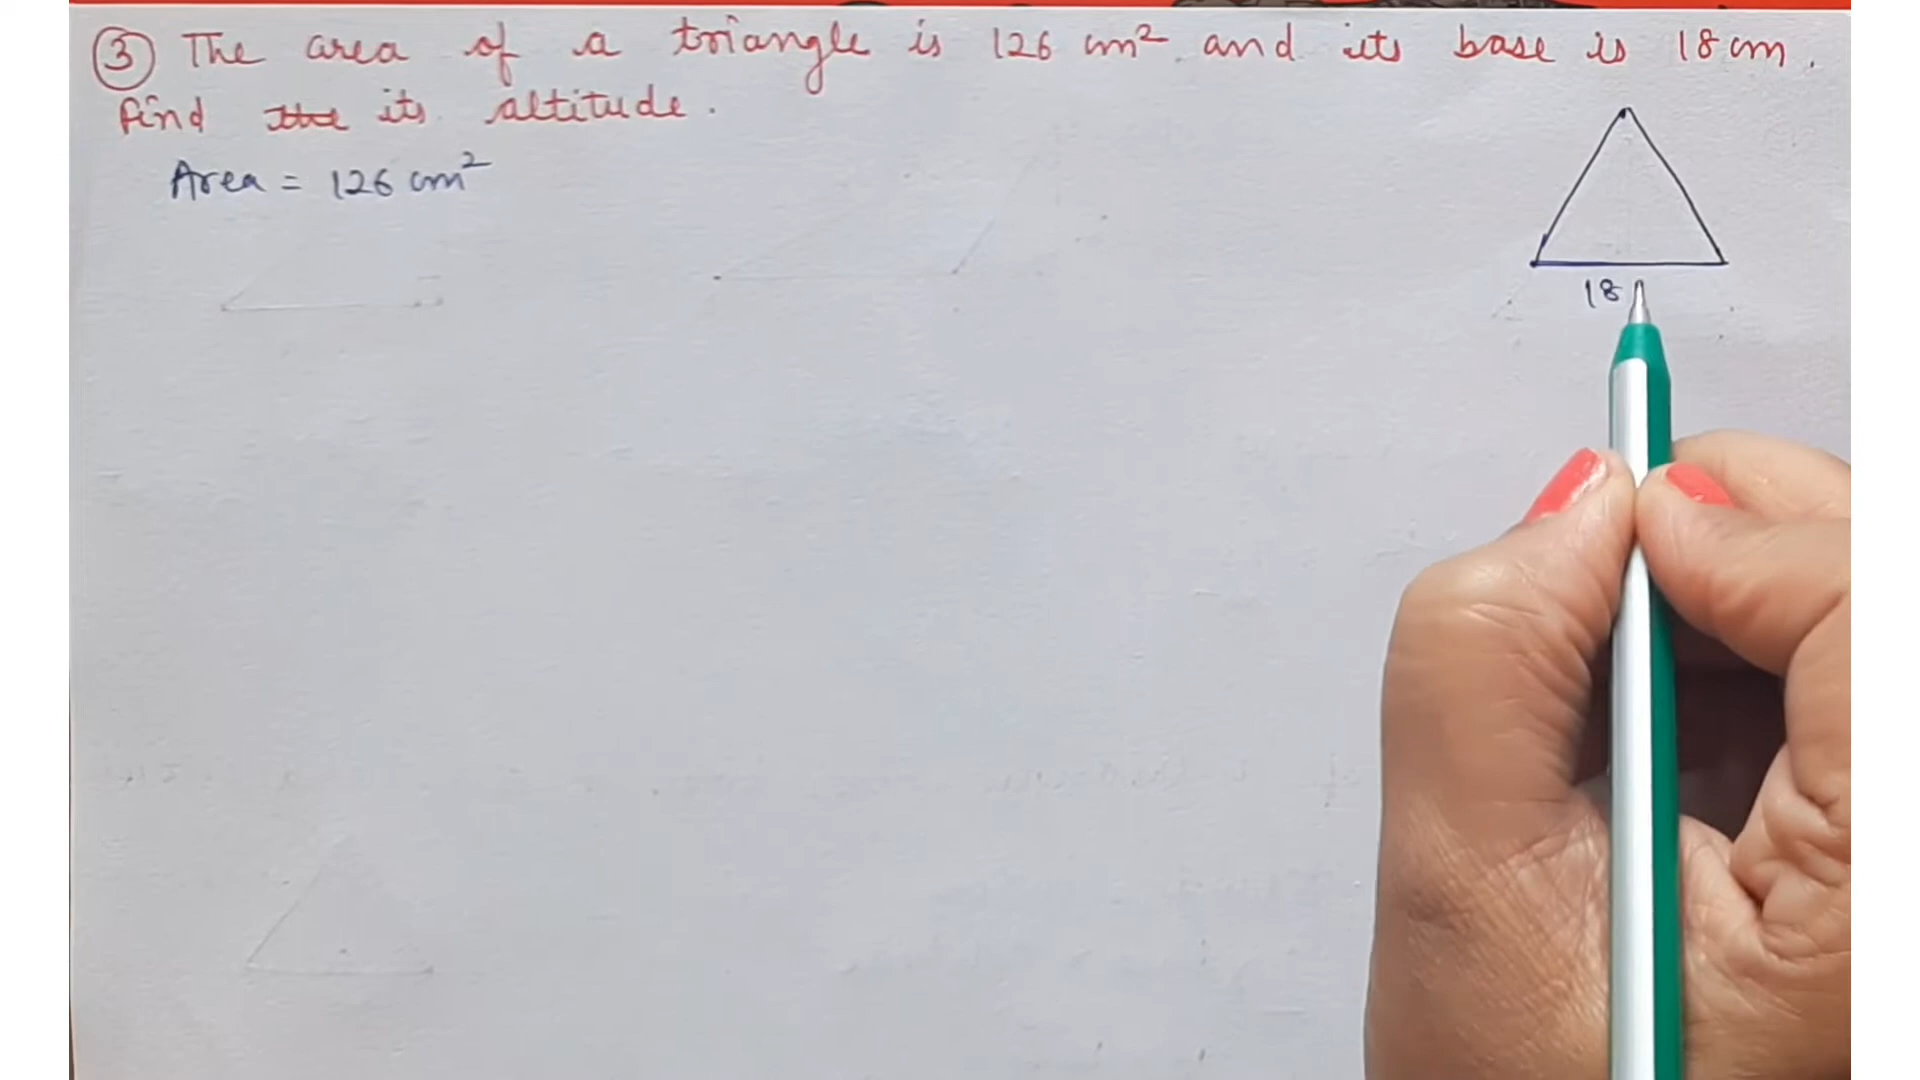 ③ The area of a triangle is 126 cm² and its base is 18 cm.
find its altitude.
Area = 126 cm²
18